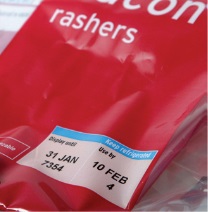 acon
rashers
Keep refrigerated
Display until
Use by
31 JAN
10 FEB
7354
4